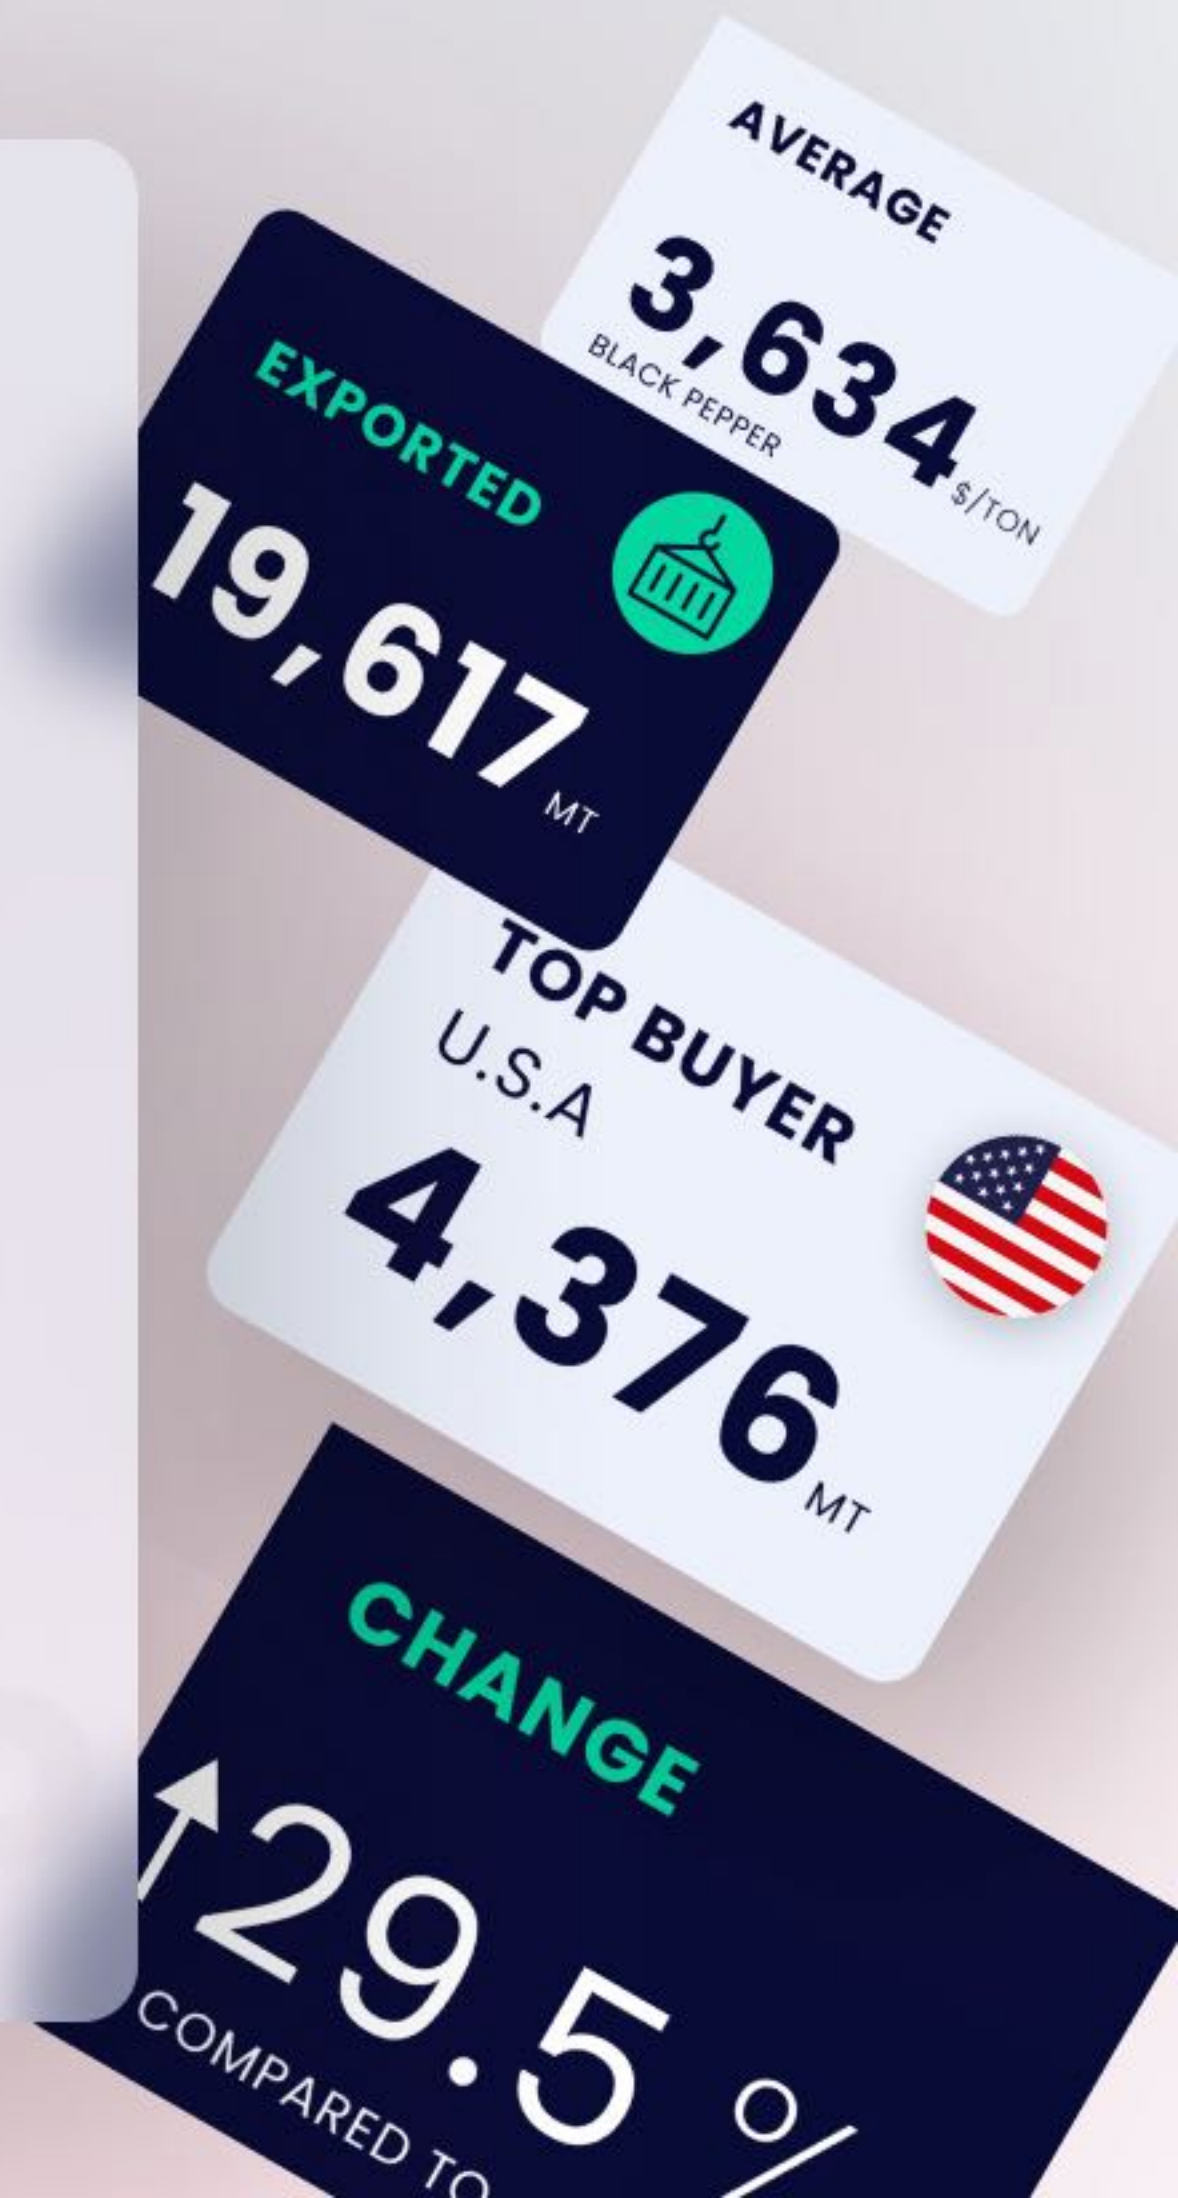 AVERAGE
3,634 $/TON
BLACK PEPPER
EXPORTED
19,617 MT
TOP BUYER
U.S.A
4,376 MT
CHANGE
29.5 %
COMPARED TO